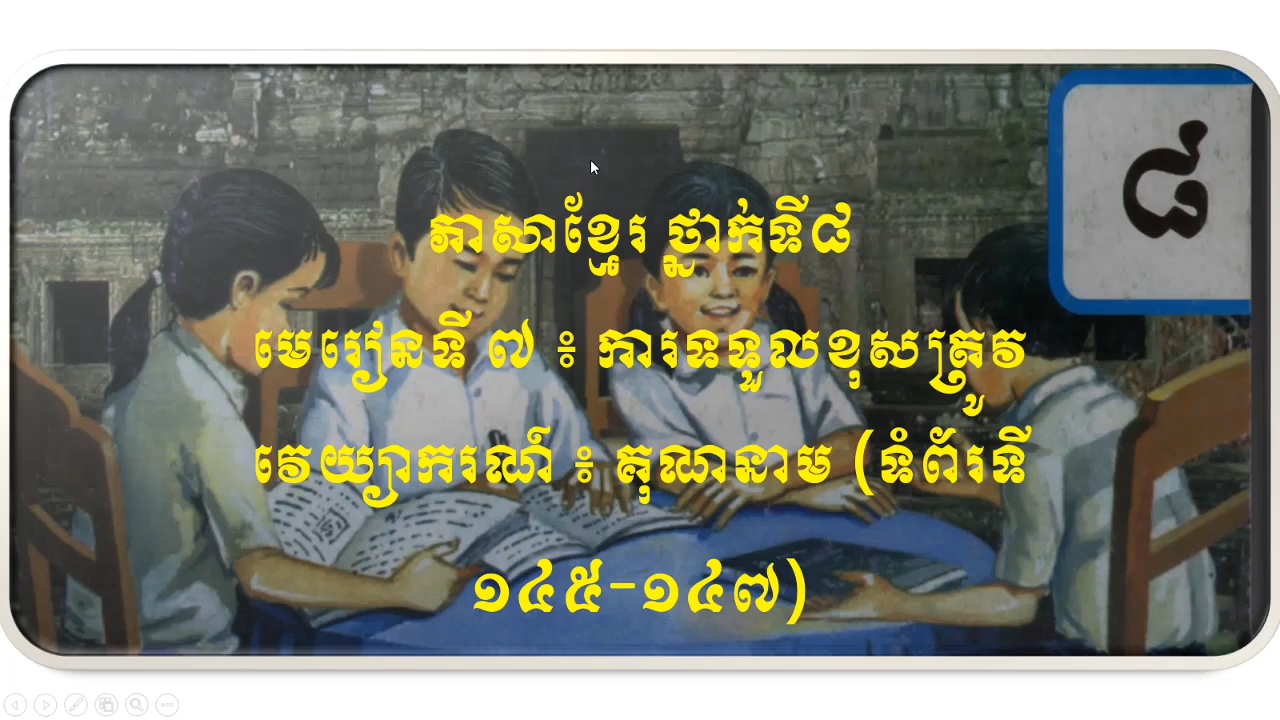 ៨
ភាសាខ្មែរ ថ្នាក់ទី៨
មេរៀនទី ៧ ៖ ការទទួលខុសត្រូវ
វេយ្យាករណ៍ ៖ គុណនាម (ទំព័រទី
១៤៥-១៤៧)